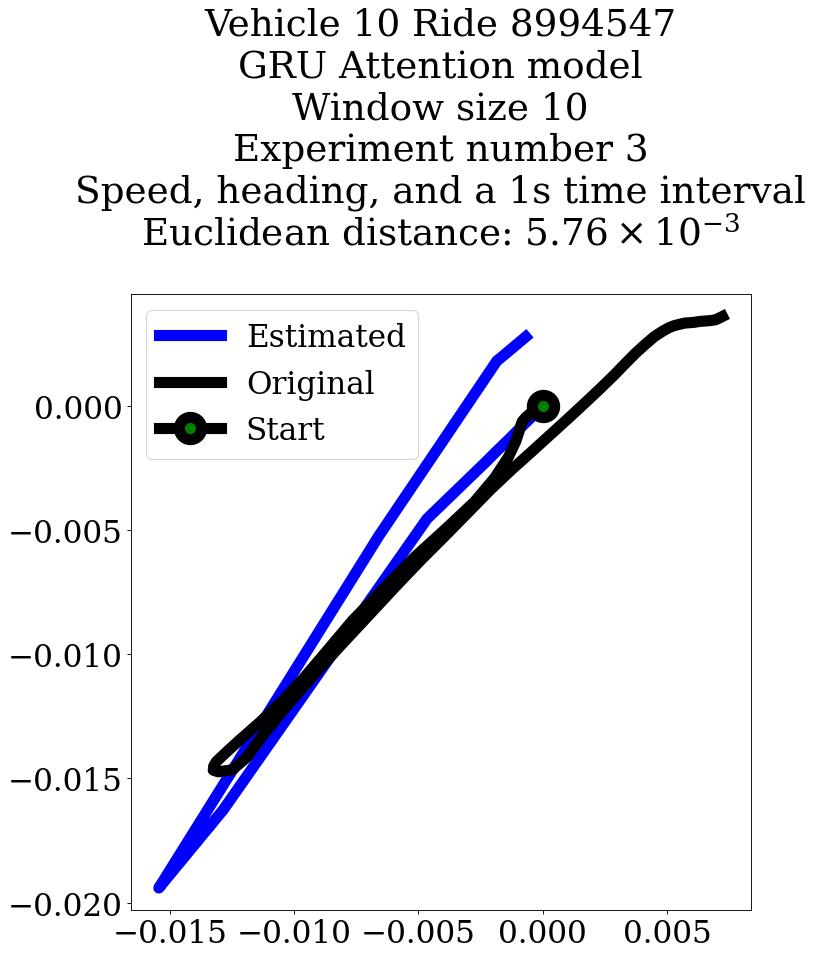 Vehicle 10 Ride 8994547
GRU Attention model
Window size 10
Experiment number 3
Speed, heading, and a 1s time interval
Euclidean distance: 5.76 × 10⁻³
Estimated
Original
Start
0.000
−0.005
−0.010
−0.015
−0.020
−0.015 −0.010 −0.005 0.000 0.005